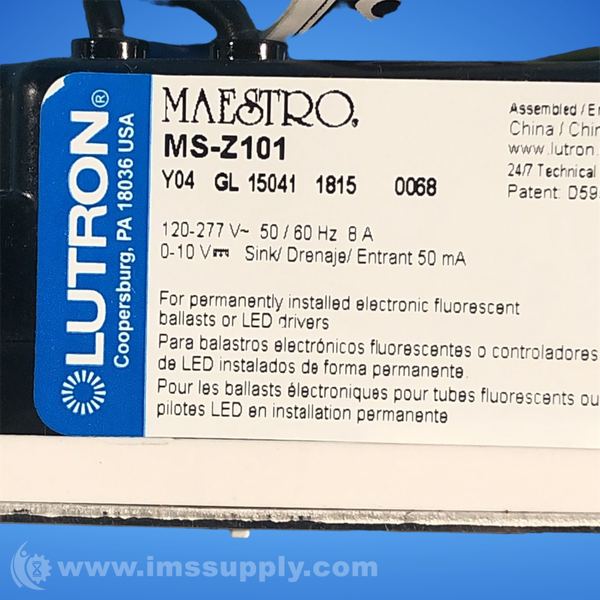 LUTRON®
Coopersburg, PA 18036 USA
MAESTRO®
MS-Z101
Y04 GL 15041 1815 0068
120-277 V~ 50 / 60 Hz 8 A
0-10 V⎓ Sink/ Drenaje/ Entrant 50 mA
For permanently installed electronic fluorescent
ballasts or LED drivers
Para balastros electrónicos fluorescentes o controladores
de LED instalados de forma permanente.
Pour les ballasts électroniques pour tubes fluorescents ou
pilotes LED en installation permanente
Assembled / En
China / Chin
www.lutron.
24/7 Technical
Patent: D59
www.imssupply.com